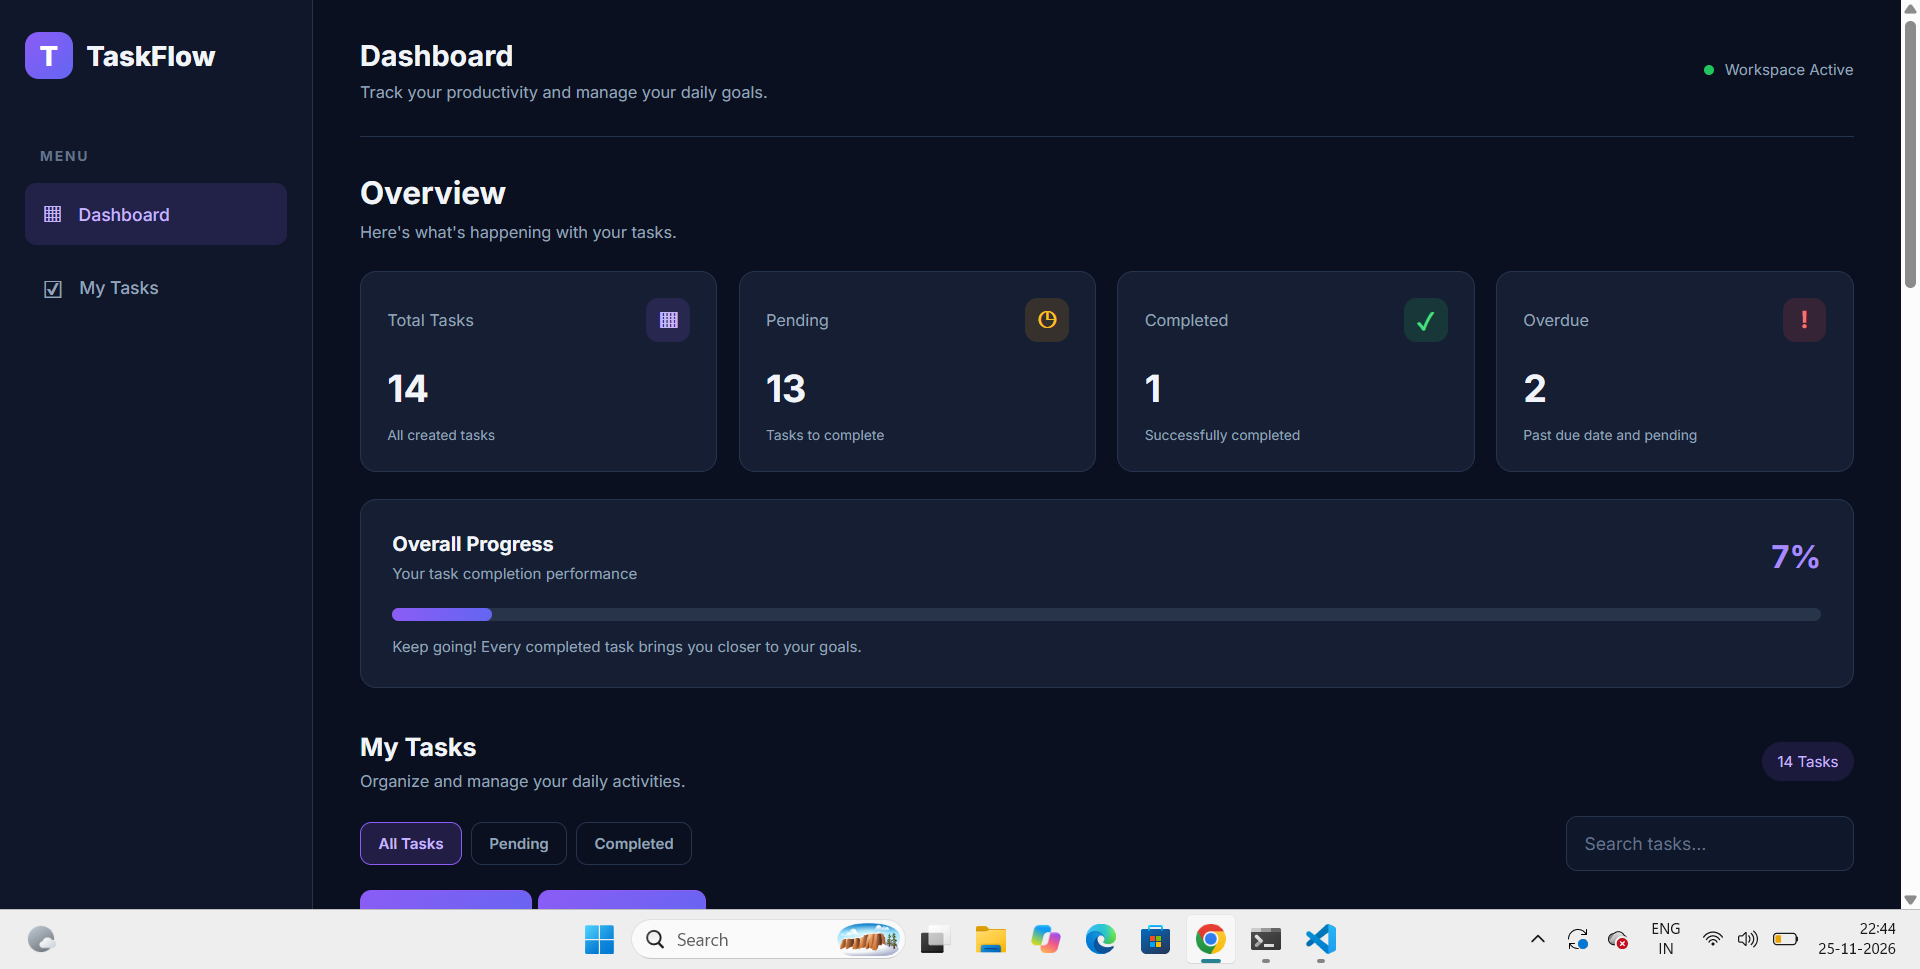 T TaskFlow
MENU
Dashboard
My Tasks
Dashboard
Track your productivity and manage your daily goals.
Workspace Active
Overview
Here's what's happening with your tasks.
Total Tasks
14
All created tasks
Pending
13
Tasks to complete
Completed
1
Successfully completed
Overdue
!
2
Past due date and pending
Overall Progress
Your task completion performance
7%
Keep going! Every completed task brings you closer to your goals.
My Tasks
Organize and manage your daily activities.
14 Tasks
All Tasks
Pending
Completed
Search tasks...
Search
ENG
IN
22:44
25-11-2026